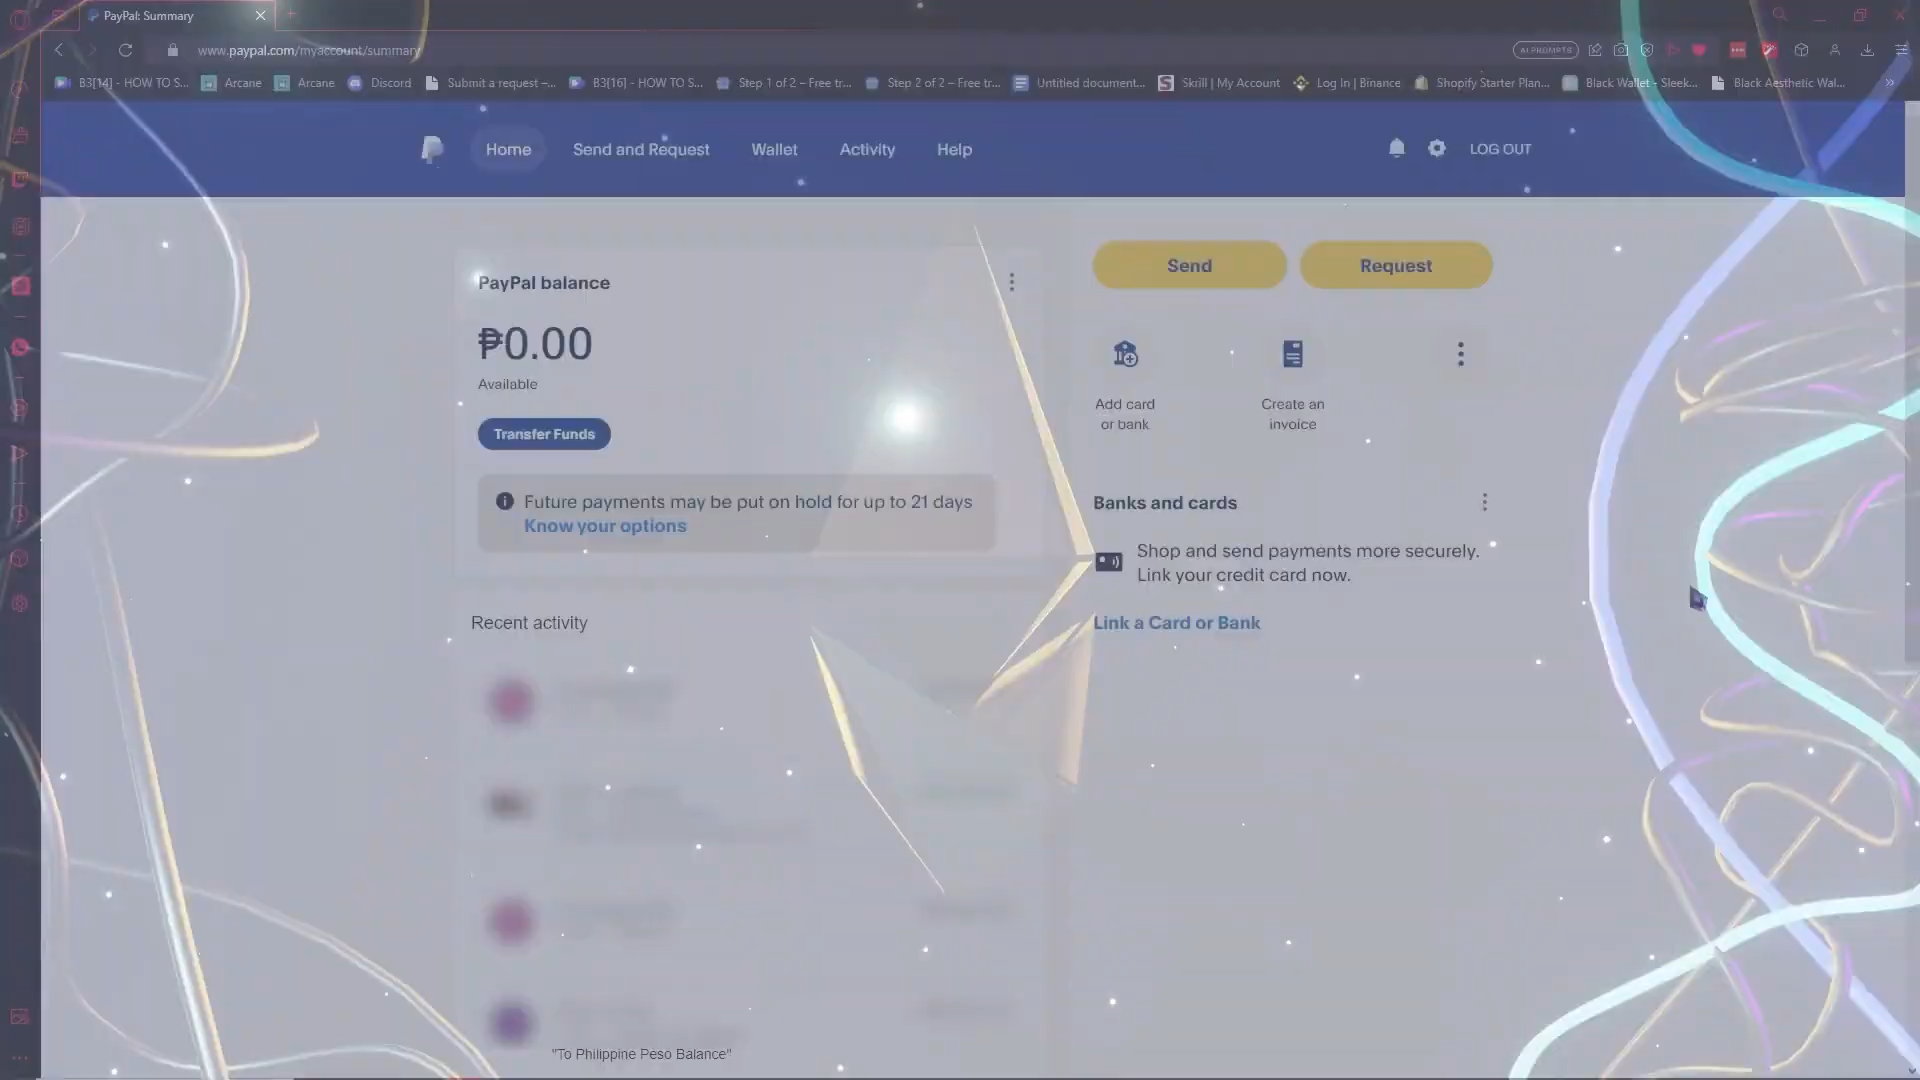 PayPal: Summary
www.paypal.com/myaccount/summary
AI PROMPTS
B3[14] - HOW TO S...
Arcane
Arcane
Discord
Submit a request –...
B3[16] - HOW TO S...
Step 1 of 2 – Free tr...
Step 2 of 2 – Free tr...
Untitled document...
Skrill | My Account
Log In | Binance
Shopify Starter Plan...
Black Wallet - Sleek...
Black Aesthetic Wal...
Home
Send and Request
Wallet
Activity
Help
LOG OUT
PayPal balance
₱0.00
Available
Transfer Funds
Future payments may be put on hold for up to 21 days
Know your options
Recent activity
"To Philippine Peso Balance"
Send
Request
Add card
or bank
Create an
invoice
Banks and cards
Shop and send payments more securely.
Link your credit card now.
Link a Card or Bank